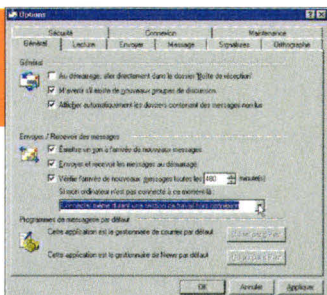 Options
Sécurité Connexion Maintenance
Général Lecture Envoyer Message Signatures Orthographe
Général
Au démarrage, aller directement dans le dossier 'Boîte de réception'
M'avertir s'il existe de nouveaux groupes de discussion
Afficher automatiquement les dossiers contenant des messages non lus
Envoyer / Recevoir des messages
Émettre un son à l'arrivée de nouveaux messages
Envoyer et recevoir les messages au démarrage
Vérifier l'arrivée de nouveaux messages toutes les 480 minute(s)
Si mon ordinateur n'est pas connecté à ce moment-là :
Programmes de messagerie par défaut
Cette application est le gestionnaire de courrier par défaut
Cette application est le gestionnaire de News par défaut
OK Annuler Appliquer